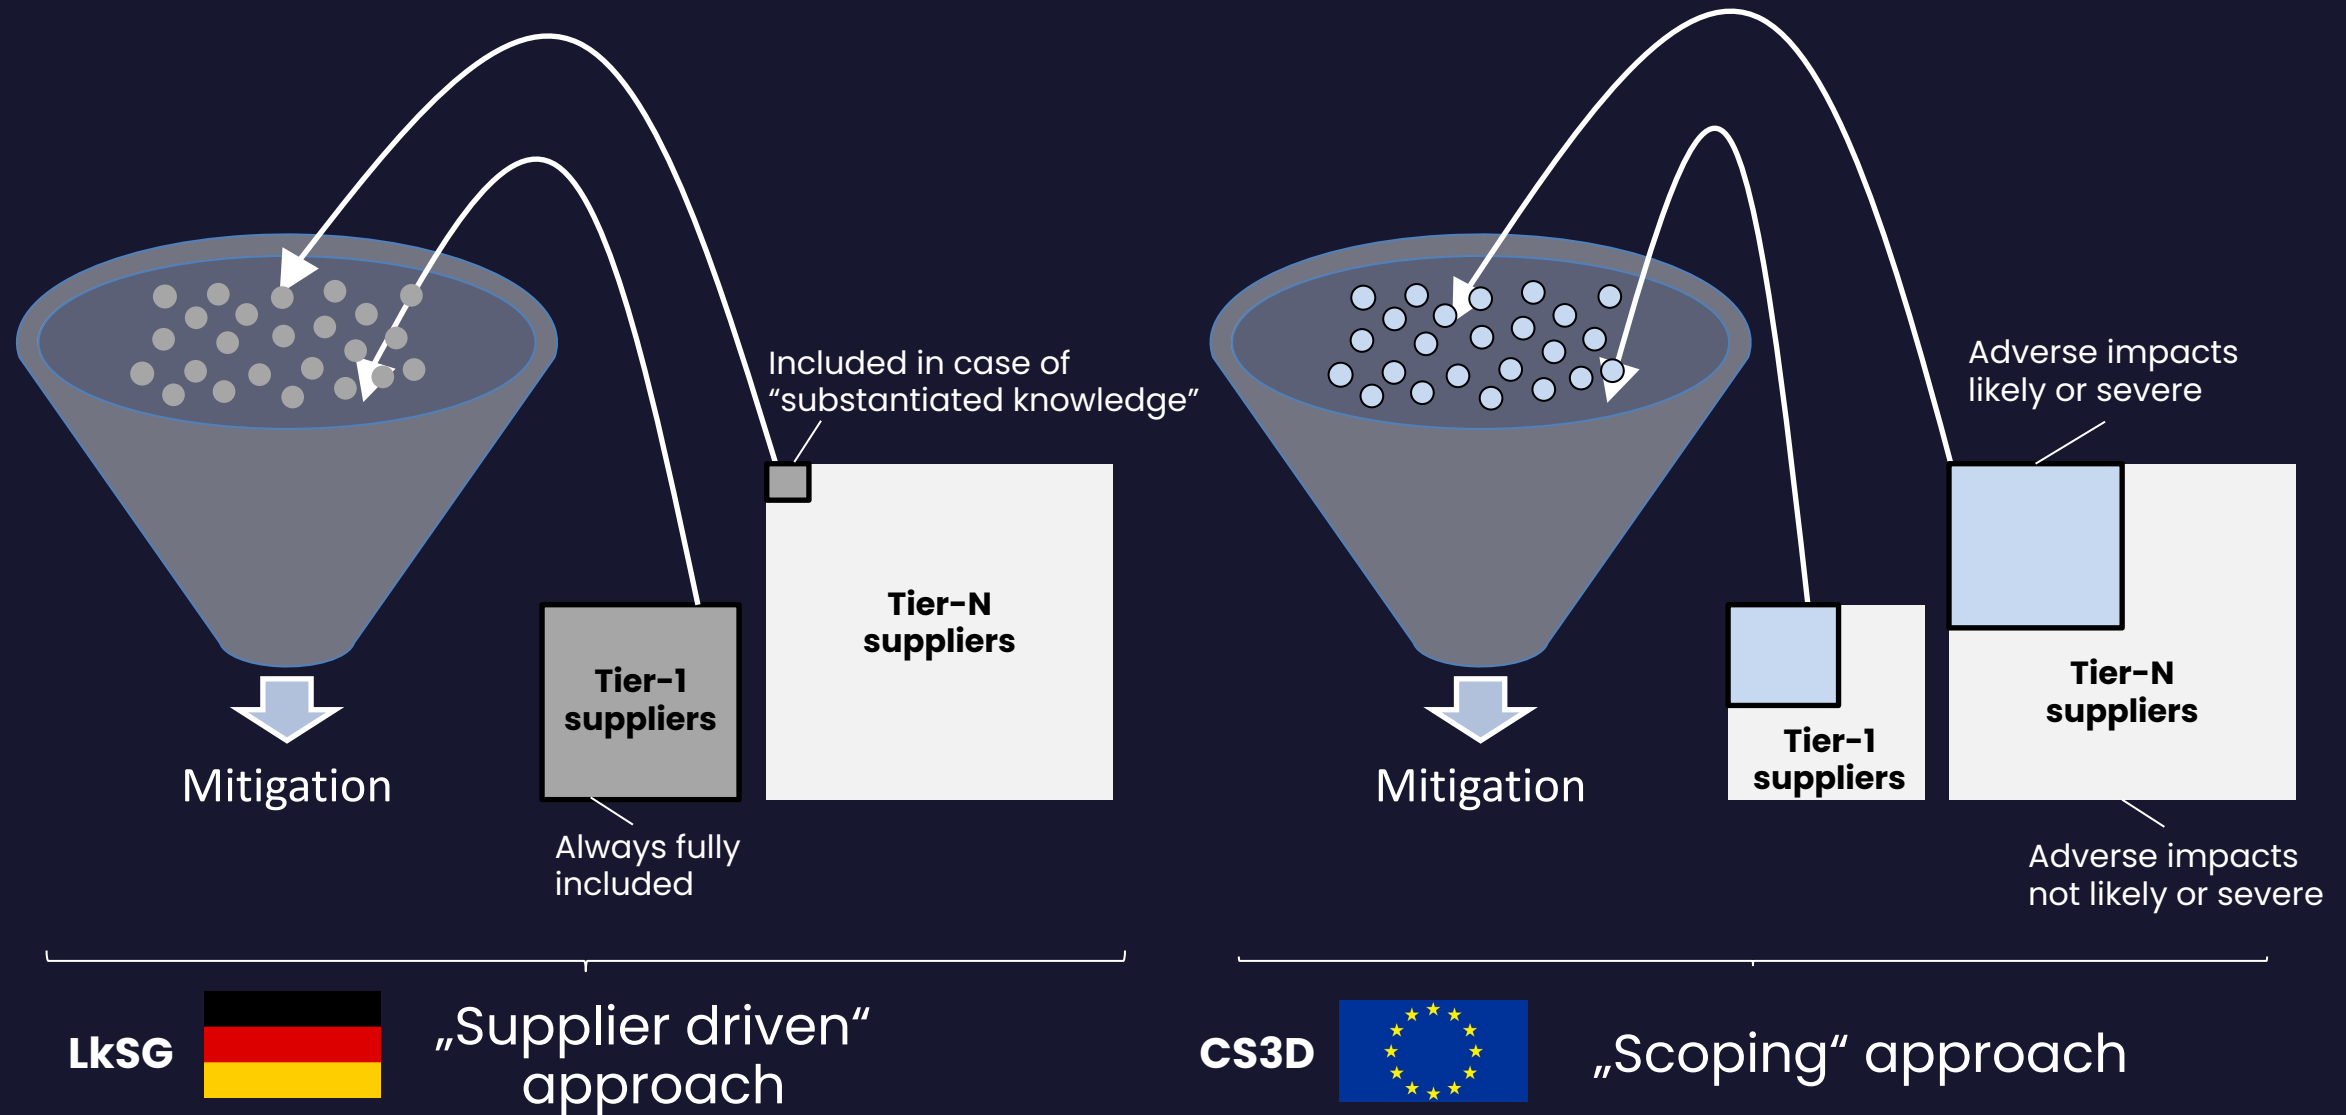 Included in case of
“substantiated knowledge”
Tier-N
suppliers
Tier-1
suppliers
Mitigation
Always fully
included
LkSG
„Supplier driven“
approach
Adverse impacts
likely or severe
Tier-N
suppliers
Tier-1
suppliers
Mitigation
Adverse impacts
not likely or severe
CS3D
„Scoping“ approach